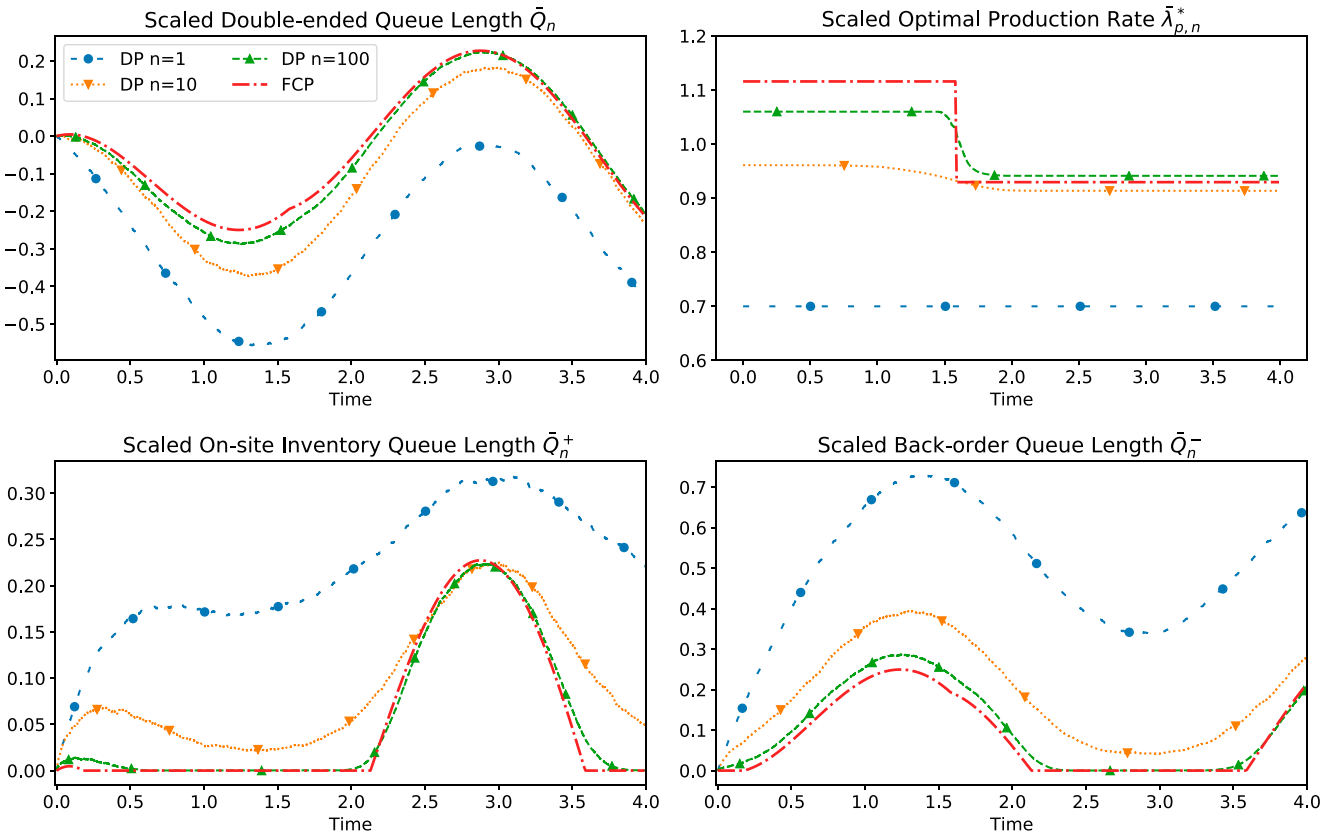 Scaled Double-ended Queue Length Q̄ₙ
DP n=1
DP n=10
DP n=100
FCP
0.2
0.1
0.0
−0.1
−0.2
−0.3
−0.4
−0.5
0.0 0.5 1.0 1.5 2.0 2.5 3.0 3.5 4.0
Time
Scaled Optimal Production Rate λ̄*ₚ,ₙ
1.2
1.1
1.0
0.9
0.8
0.7
0.6
0.0 0.5 1.0 1.5 2.0 2.5 3.0 3.5 4.0
Time
Scaled On-site Inventory Queue Length Q̄ₙ⁺
0.30
0.25
0.20
0.15
0.10
0.05
0.00
0.0 0.5 1.0 1.5 2.0 2.5 3.0 3.5 4.0
Time
Scaled Back-order Queue Length Q̄ₙ⁻
0.7
0.6
0.5
0.4
0.3
0.2
0.1
0.0
0.0 0.5 1.0 1.5 2.0 2.5 3.0 3.5 4.0
Time